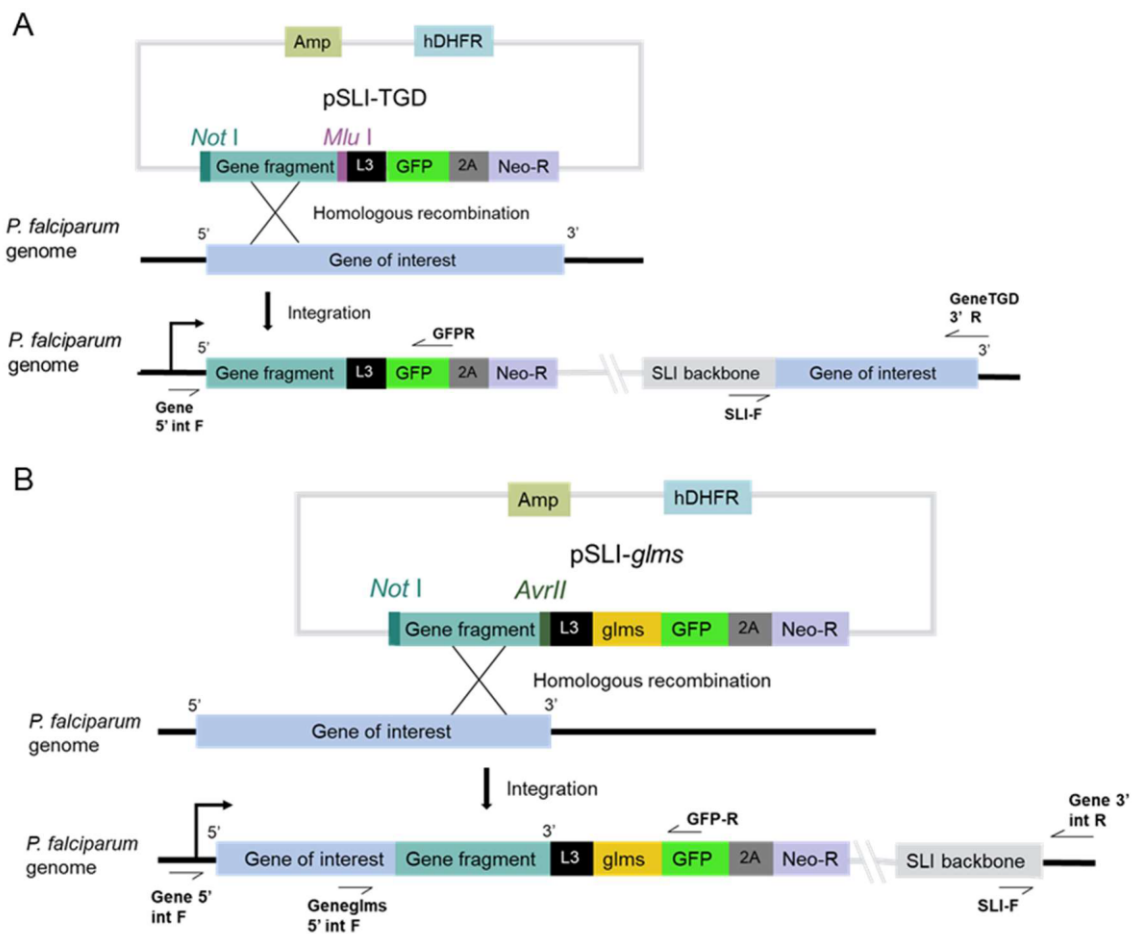 A
Amp
hDHFR
pSLI-TGD
Not I
Mlu I
Gene fragment
L3
GFP
2A
Neo-R
Homologous recombination
P. falciparum
genome
5'
3'
Gene of interest
Integration
GeneTGD
3' R
P. falciparum
genome
5'
GFPR
3'
Gene fragment
L3
GFP
2A
Neo-R
SLI backbone
Gene of interest
Gene
5' int F
SLI-F
B
Amp
hDHFR
pSLI-glms
Not I
AvrII
Gene fragment
L3
glms
GFP
2A
Neo-R
Homologous recombination
5'
3'
P. falciparum
genome
Gene of interest
Integration
Gene 3'
int R
P. falciparum
genome
5'
3'
GFP-R
Gene of interest
Gene fragment
L3
glms
GFP
2A
Neo-R
SLI backbone
Gene 5'
int F
Geneglms
5' int F
SLI-F